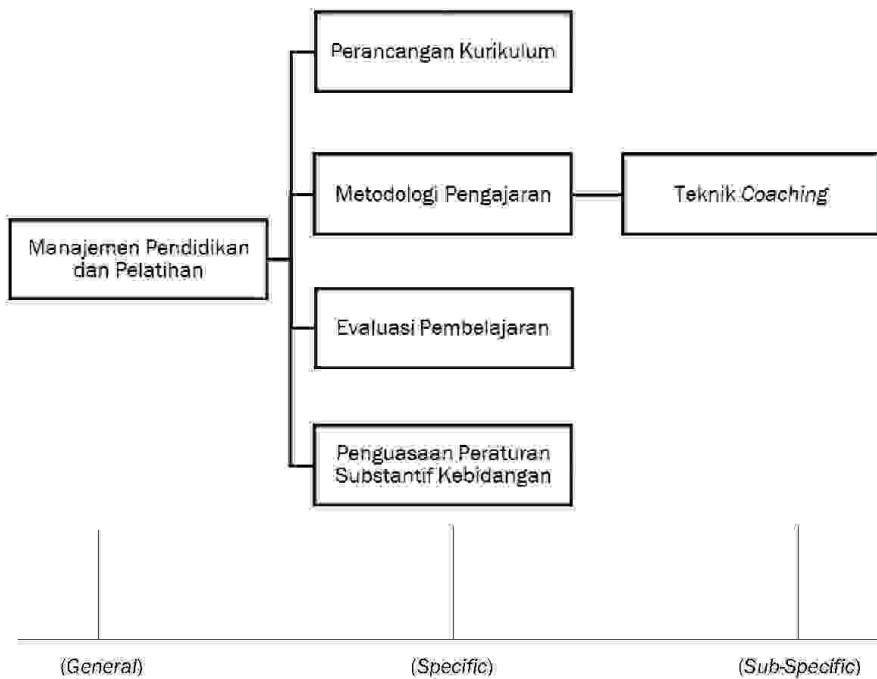 Perancangan Kurikulum
Metodologi Pengajaran
Teknik Coaching
Manajemen Pendidikan
dan Pelatihan
Evaluasi Pembelajaran
Penguasaan Peraturan
Substantif Kebidangan
(General)
(Specific)
(Sub-Specific)